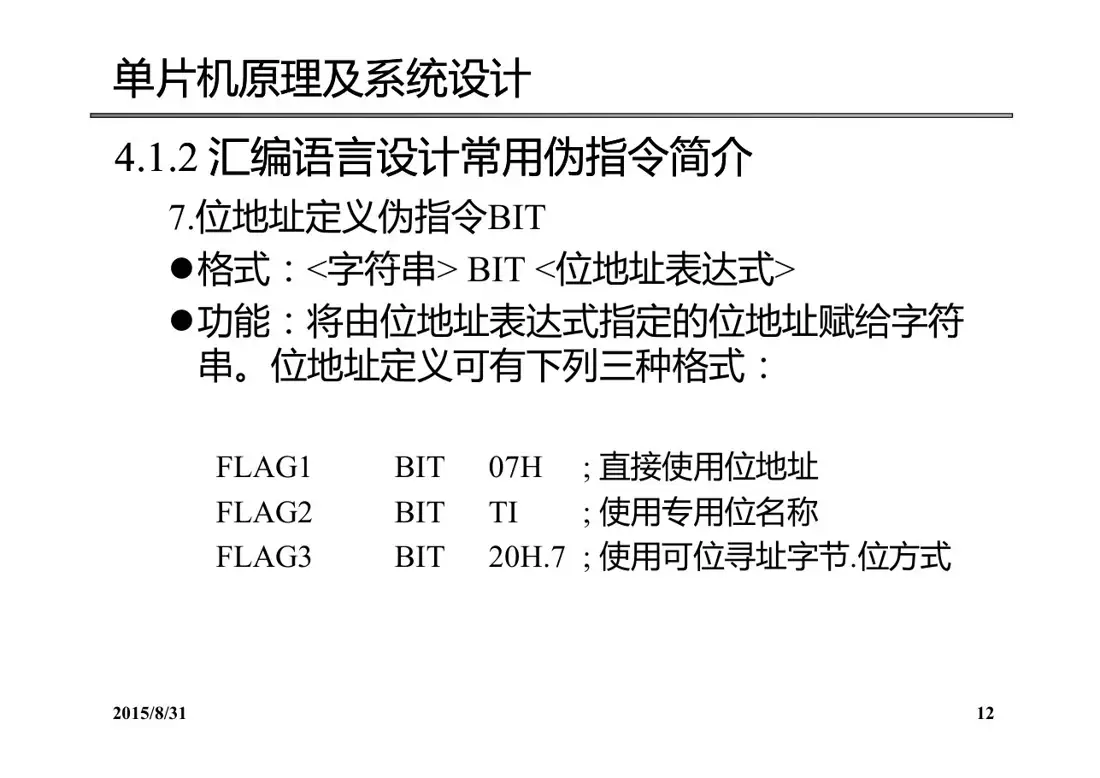 单片机原理及系统设计
4.1.2 汇编语言设计常用伪指令简介
7.位地址定义伪指令BIT
●格式：<字符串> BIT <位地址表达式>
●功能：将由位地址表达式指定的位地址赋给字符
串。位地址定义可有下列三种格式：
FLAG1 BIT 07H ; 直接使用位地址
FLAG2 BIT TI ; 使用专用位名称
FLAG3 BIT 20H.7 ; 使用可位寻址字节.位方式
2015/8/31 12